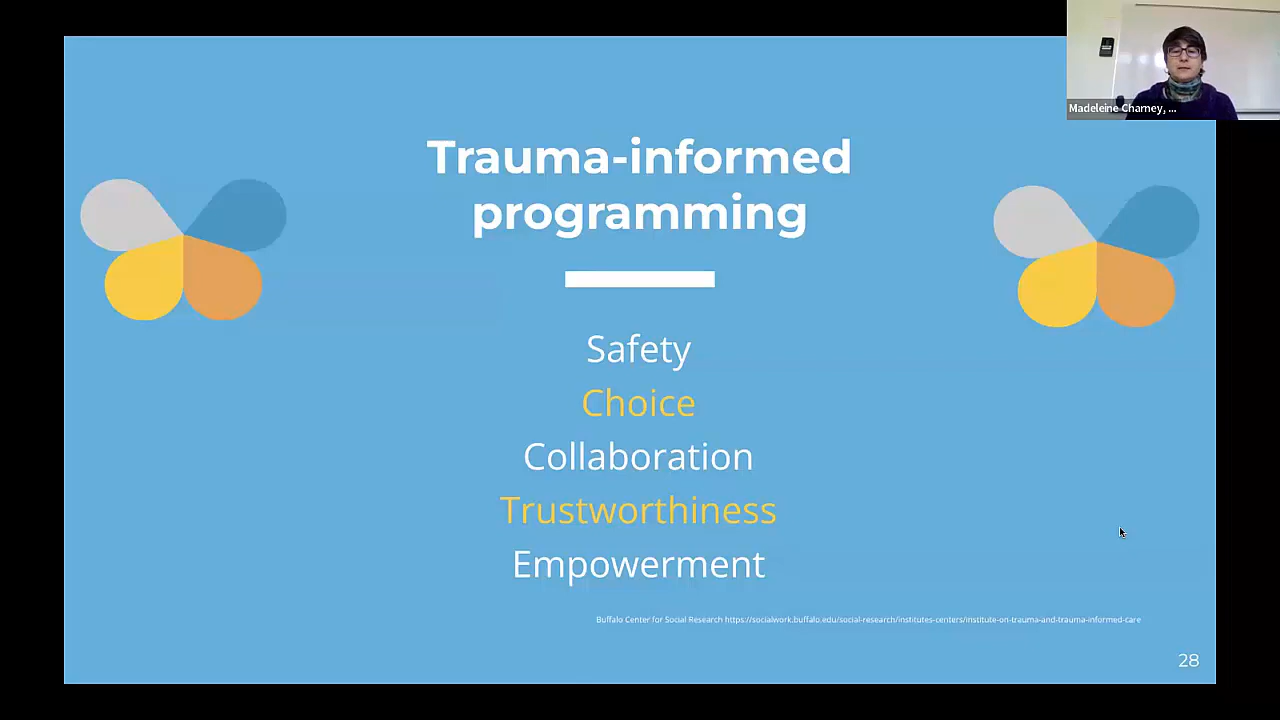 Madeleine Charney, ...
Trauma-informed
programming
Safety
Choice
Collaboration
Trustworthiness
Empowerment
Buffalo Center for Social Research https://socialwork.buffalo.edu/social-research/institutes-centers/institute-on-trauma-and-trauma-informed-care
28